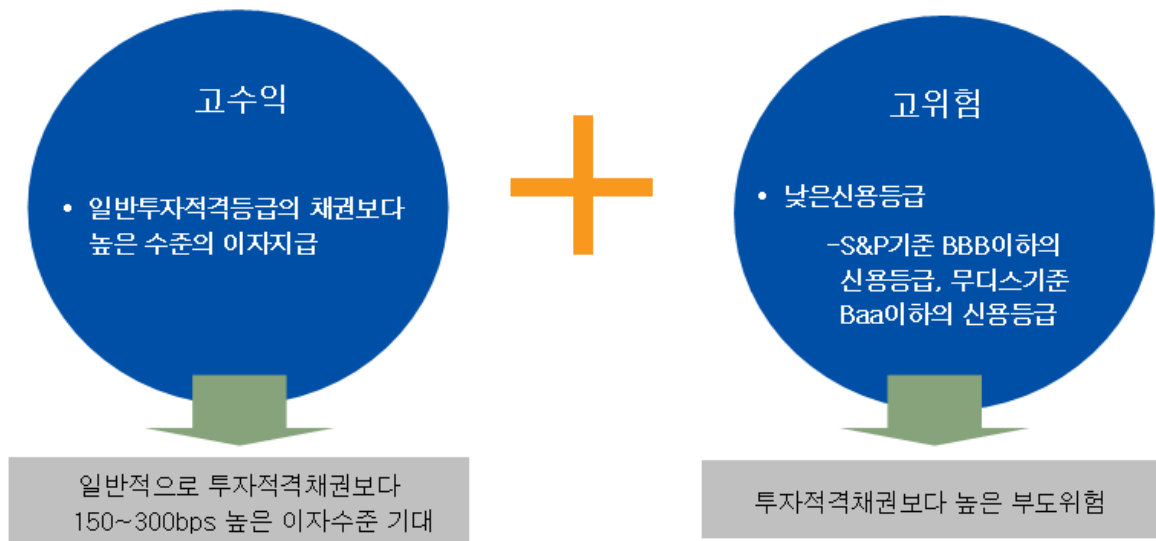 고수익
• 일반투자적격등급의 채권보다
높은 수준의 이자지급
일반적으로 투자적격채권보다
150~300bps 높은 이자수준 기대
고위험
• 낮은신용등급
-S&P기준 BBB이하의
신용등급, 무디스기준
Baa이하의 신용등급
투자적격채권보다 높은 부도위험